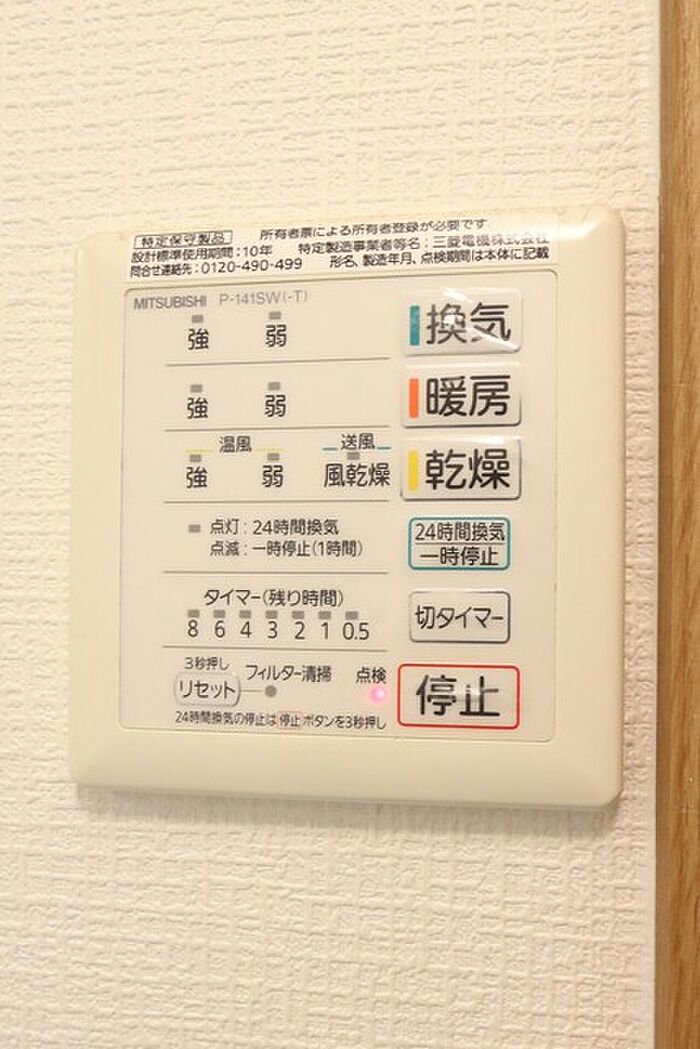 特定保守製品 所有者票による所有者登録が必要です
設計標準使用期間:10年 特定製造事業者等名:三菱電機株式会社
問合せ連絡先:0120-490-499 形名、製造年月、点検期間は本体に記載
MITSUBISHI P-141SW(-T)
強 弱 換気
強 弱 暖房
温風 送風
強 弱 風乾燥 乾燥
点灯:24時間換気
点滅:一時停止(1時間)
24時間換気
一時停止
タイマー(残り時間)
8 6 4 3 2 1 0.5
切タイマー
3秒押し
リセット フィルター清掃 点検
停止
24時間換気の停止は 停止 ボタンを3秒押し